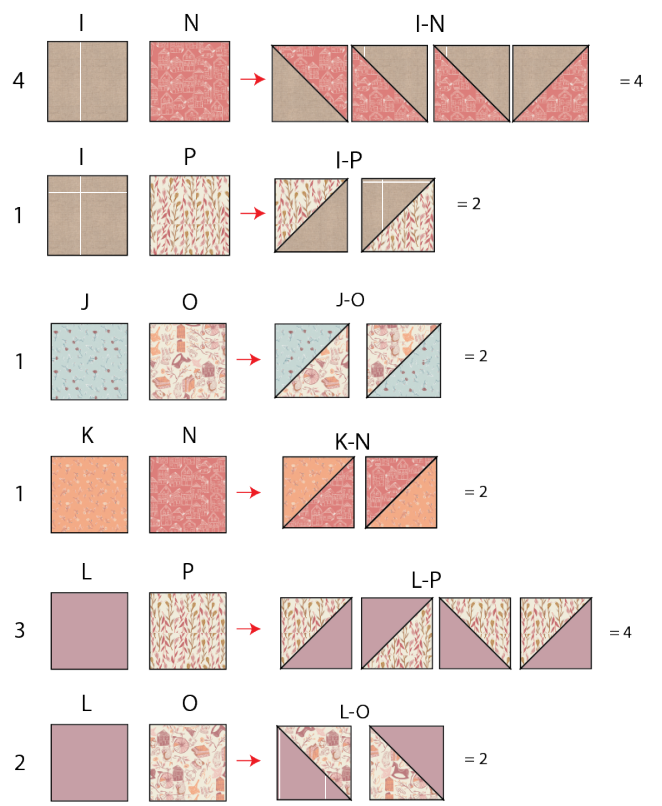 I N I-N
4 = 4
I P I-P
1 = 2
J O J-O
1 = 2
K N K-N
1 = 2
L P L-P
3 = 4
L O L-O
2 = 2